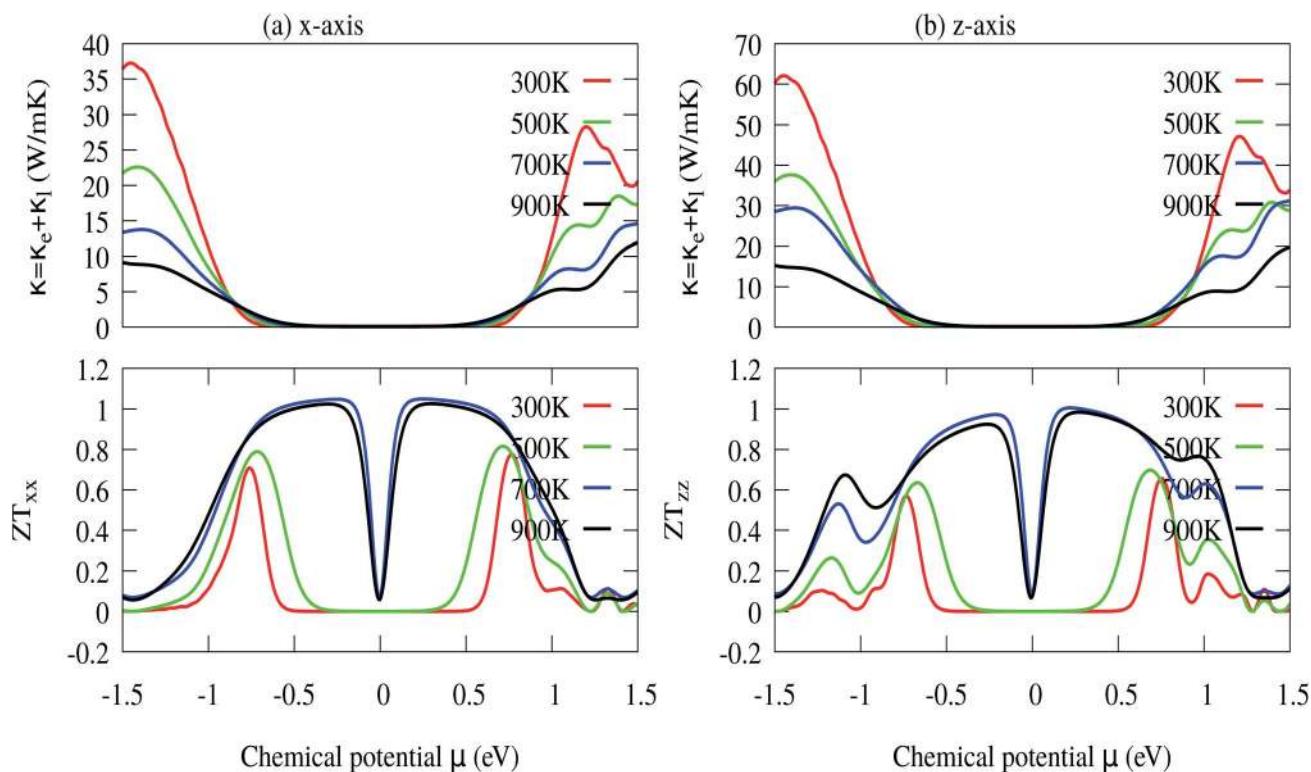 (a) x-axis
κ=κe+κl (W/mK)
40
35
30
25
20
15
10
5
0
300K
500K
700K
900K
(b) z-axis
κ=κe+κl (W/mK)
70
60
50
40
30
20
10
0
300K
500K
700K
900K
ZTxx
1.2
1
0.8
0.6
0.4
0.2
0
-0.2
300K
500K
700K
900K
-1.5 -1 -0.5 0 0.5 1 1.5
Chemical potential μ (eV)
ZTzz
1.2
1
0.8
0.6
0.4
0.2
0
-0.2
300K
500K
700K
900K
-1.5 -1 -0.5 0 0.5 1 1.5
Chemical potential μ (eV)